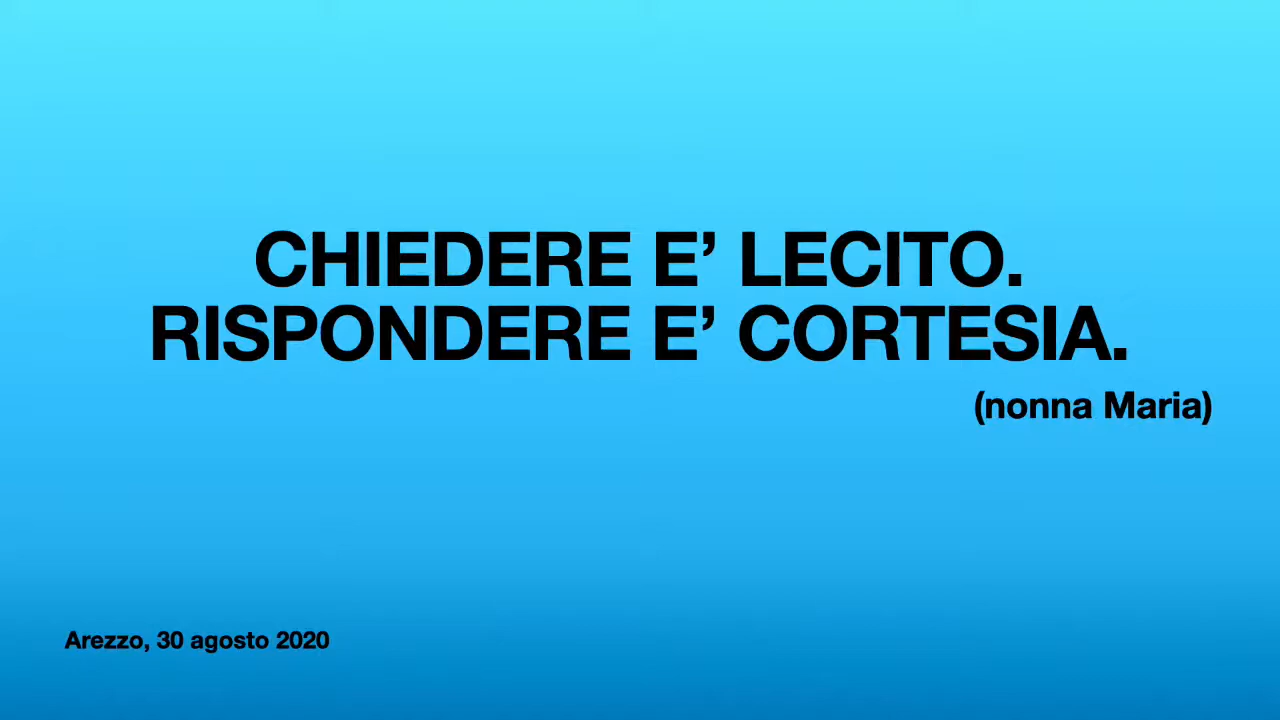 CHIEDERE E’ LECITO.
RISPONDERE E’ CORTESIA.
(nonna Maria)
Arezzo, 30 agosto 2020